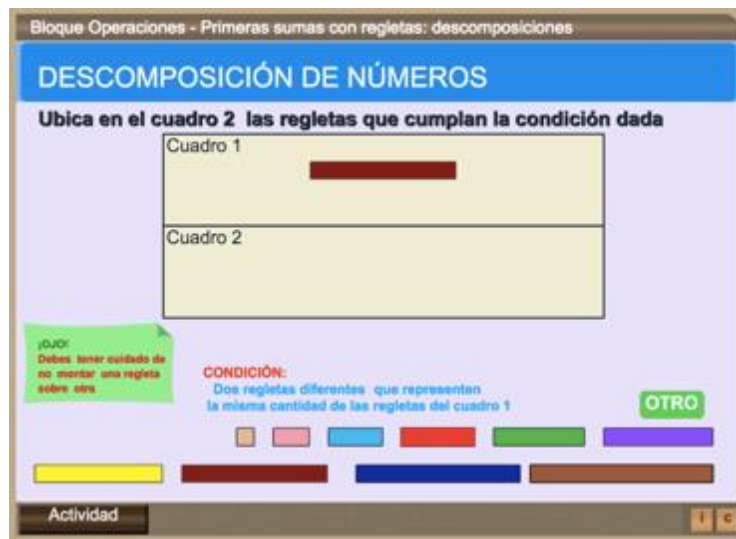 Bloque Operaciones - Primeras sumas con regletas: descomposiciones
DESCOMPOSICIÓN DE NÚMEROS
Ubica en el cuadro 2 las regletas que cumplan la condición dada
Cuadro 1
Cuadro 2
¡OJO!
Debes tener cuidado de
no montar una regleta
sobre otra
CONDICIÓN:
Dos regletas diferentes que representen
la misma cantidad de las regletas del cuadro 1
OTRO
Actividad
i c